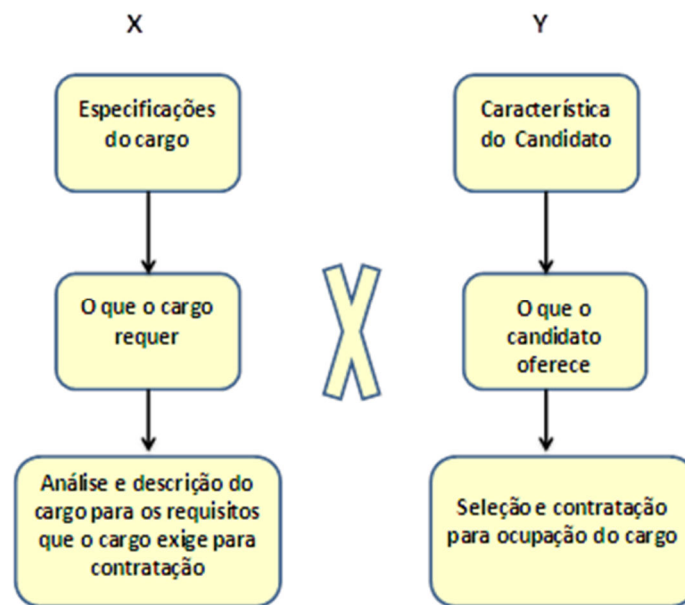 X
Especificações
do cargo
O que o cargo
requer
Análise e descrição do
cargo para os requisitos
que o cargo exige para
contratação
X
Y
Característica
do Candidato
O que o
candidato
oferece
Seleção e contratação
para ocupação do cargo